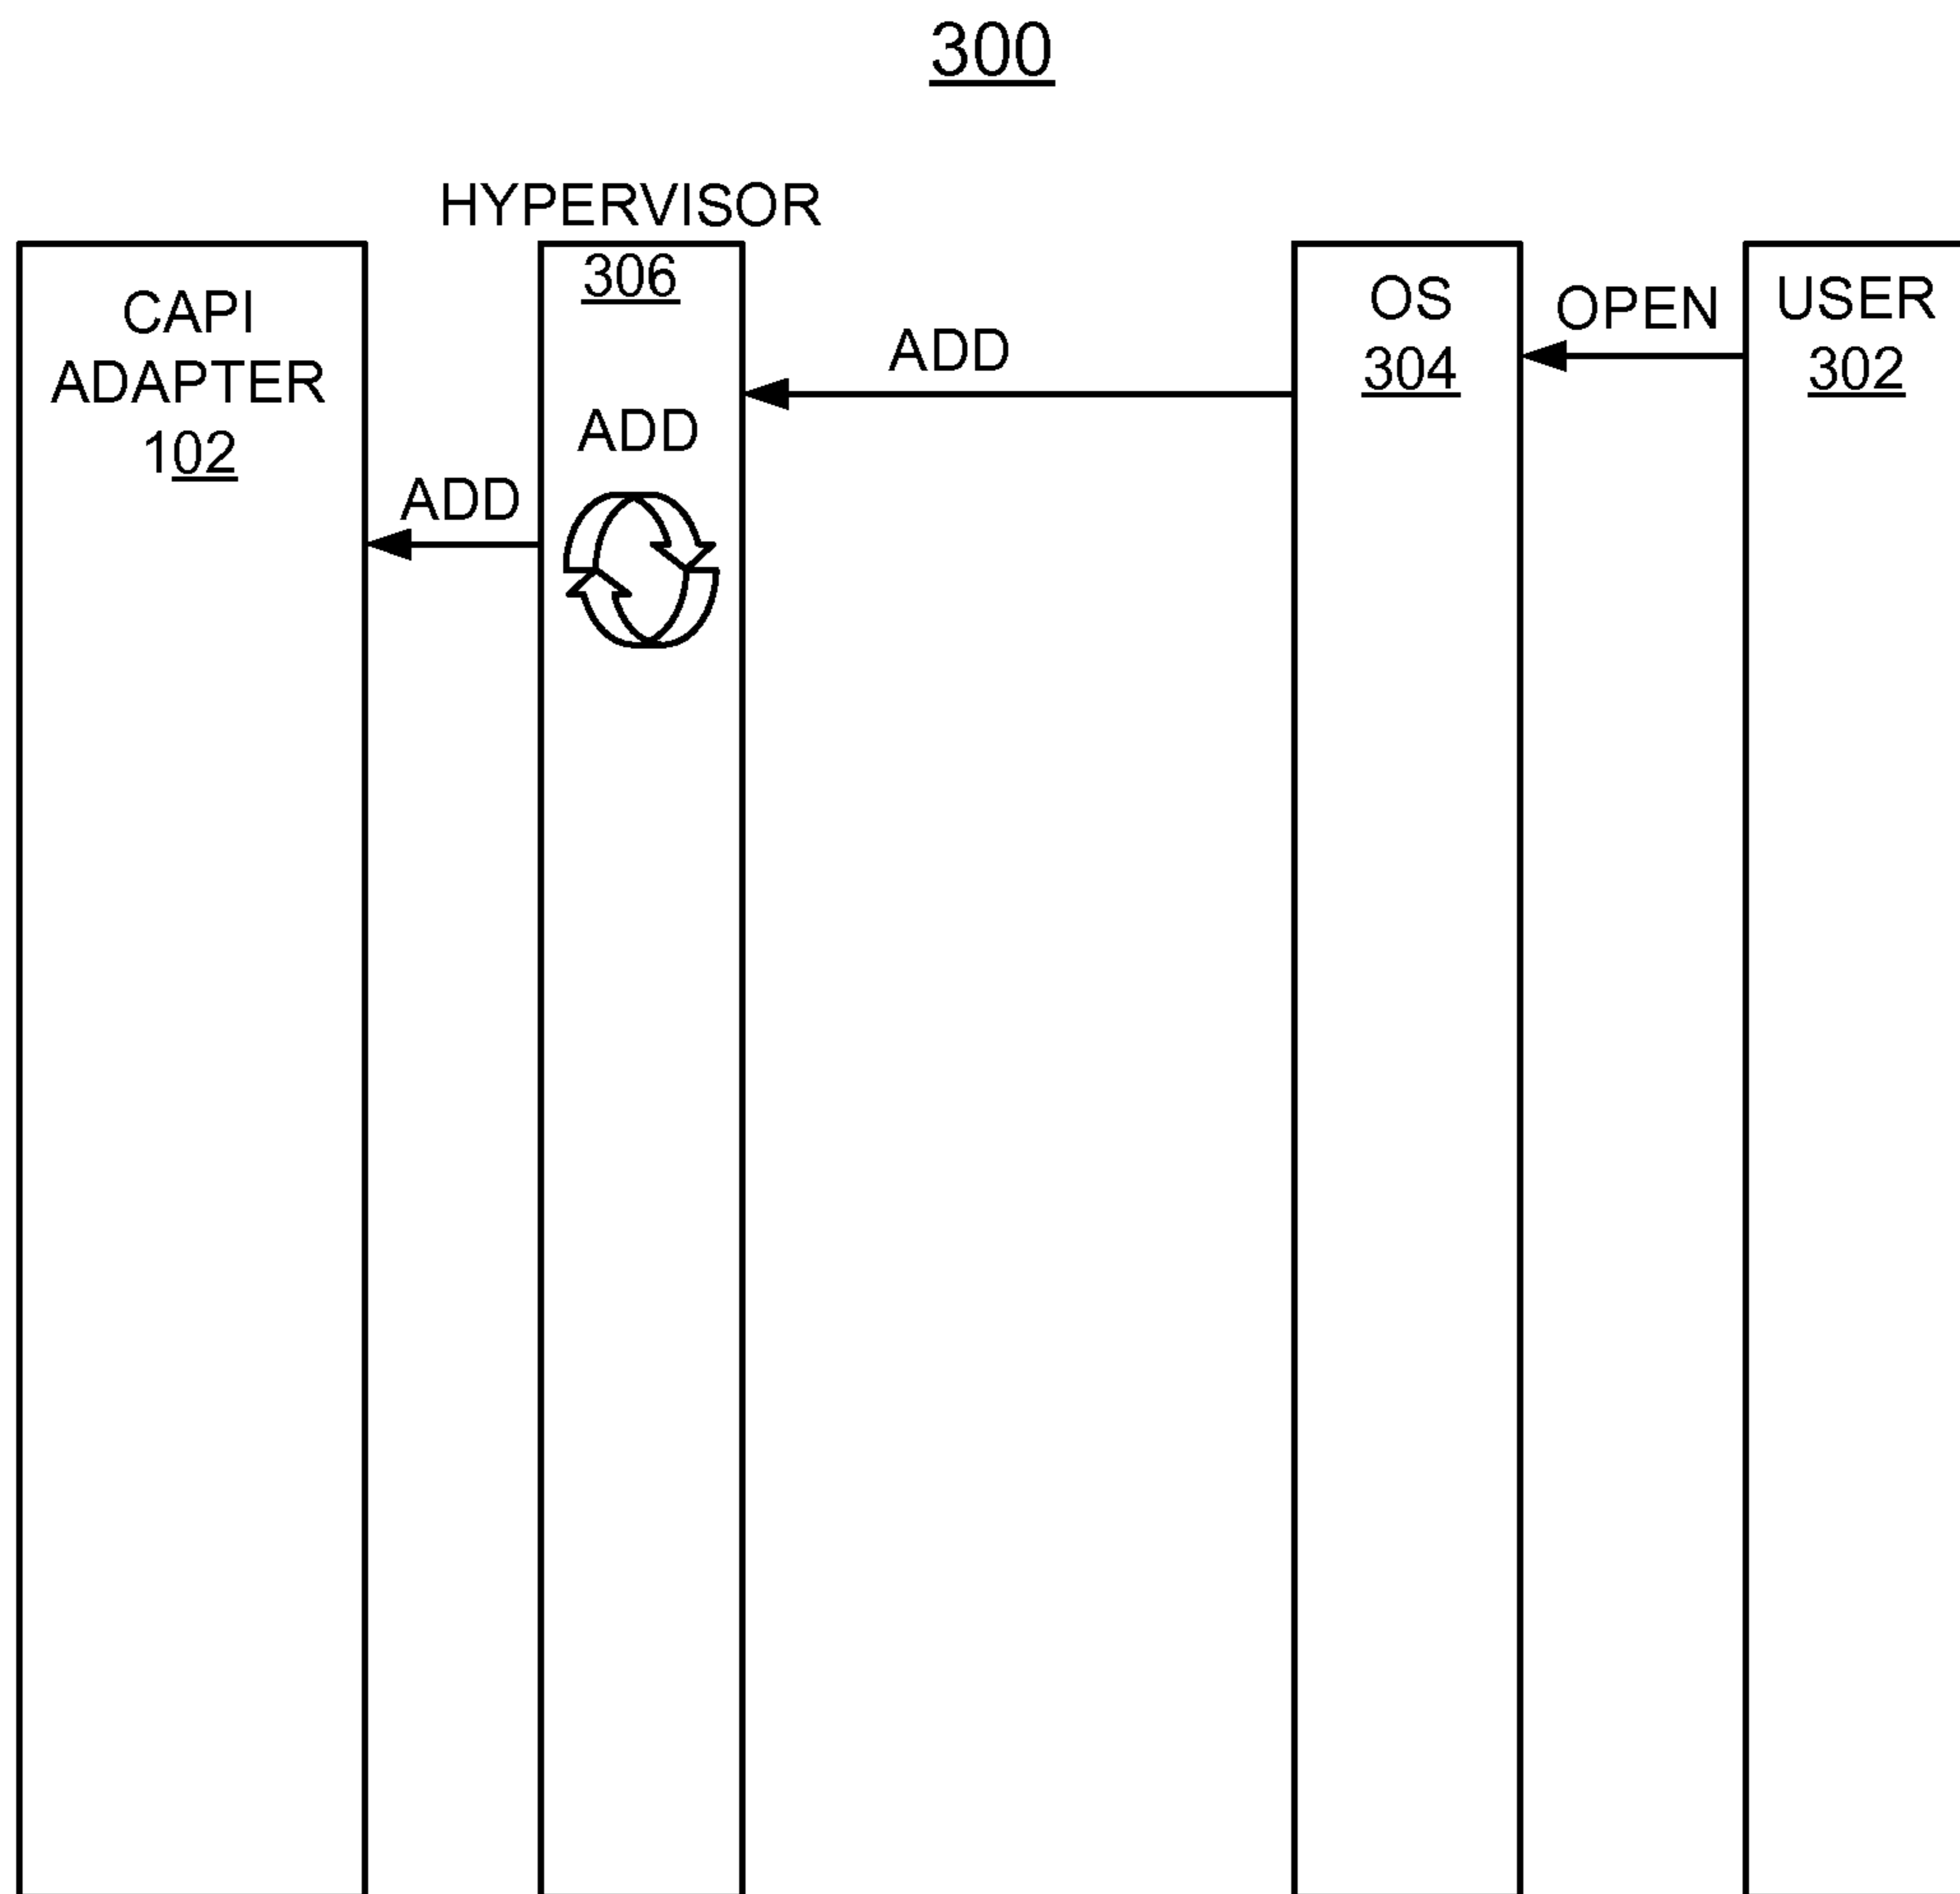 300
HYPERVISOR
306
CAPI
ADAPTER
102
OS
304
OPEN
USER
302
ADD
ADD
ADD